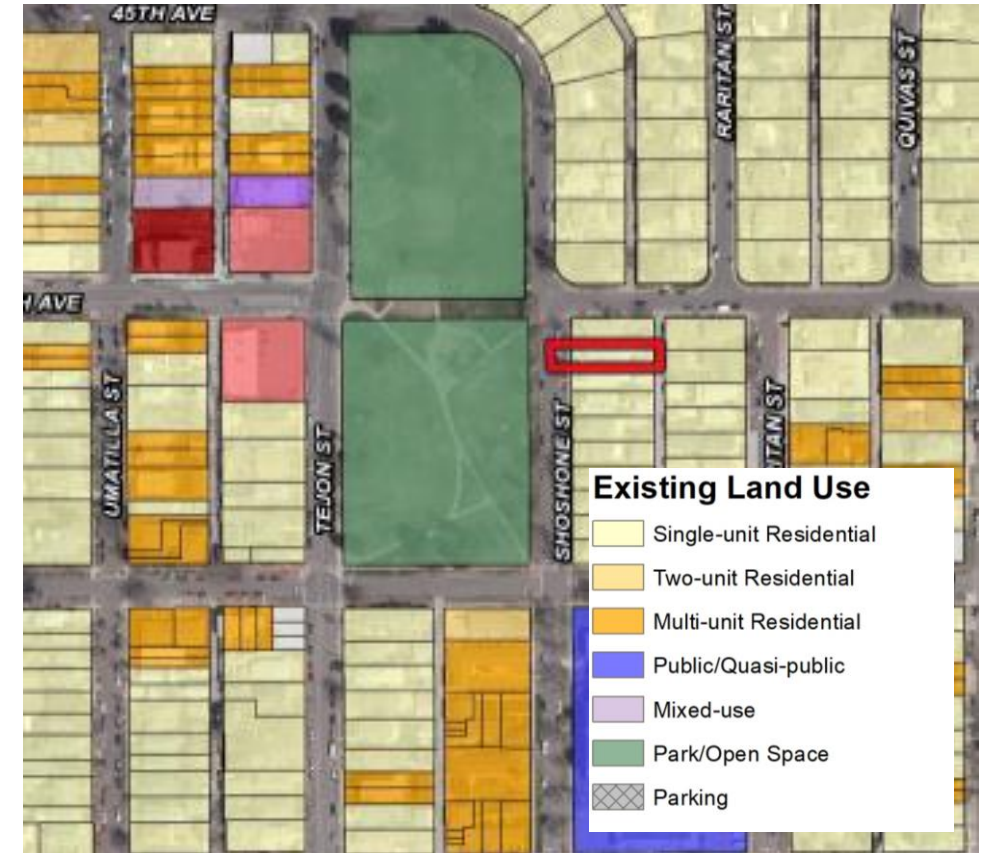 45TH AVE
RARITAN ST
QUIVAS ST
H AVE
UMATILLA ST
TEJON ST
SHOSHONE ST
ITAN ST
Existing Land Use
Single-unit Residential
Two-unit Residential
Multi-unit Residential
Public/Quasi-public
Mixed-use
Park/Open Space
Parking